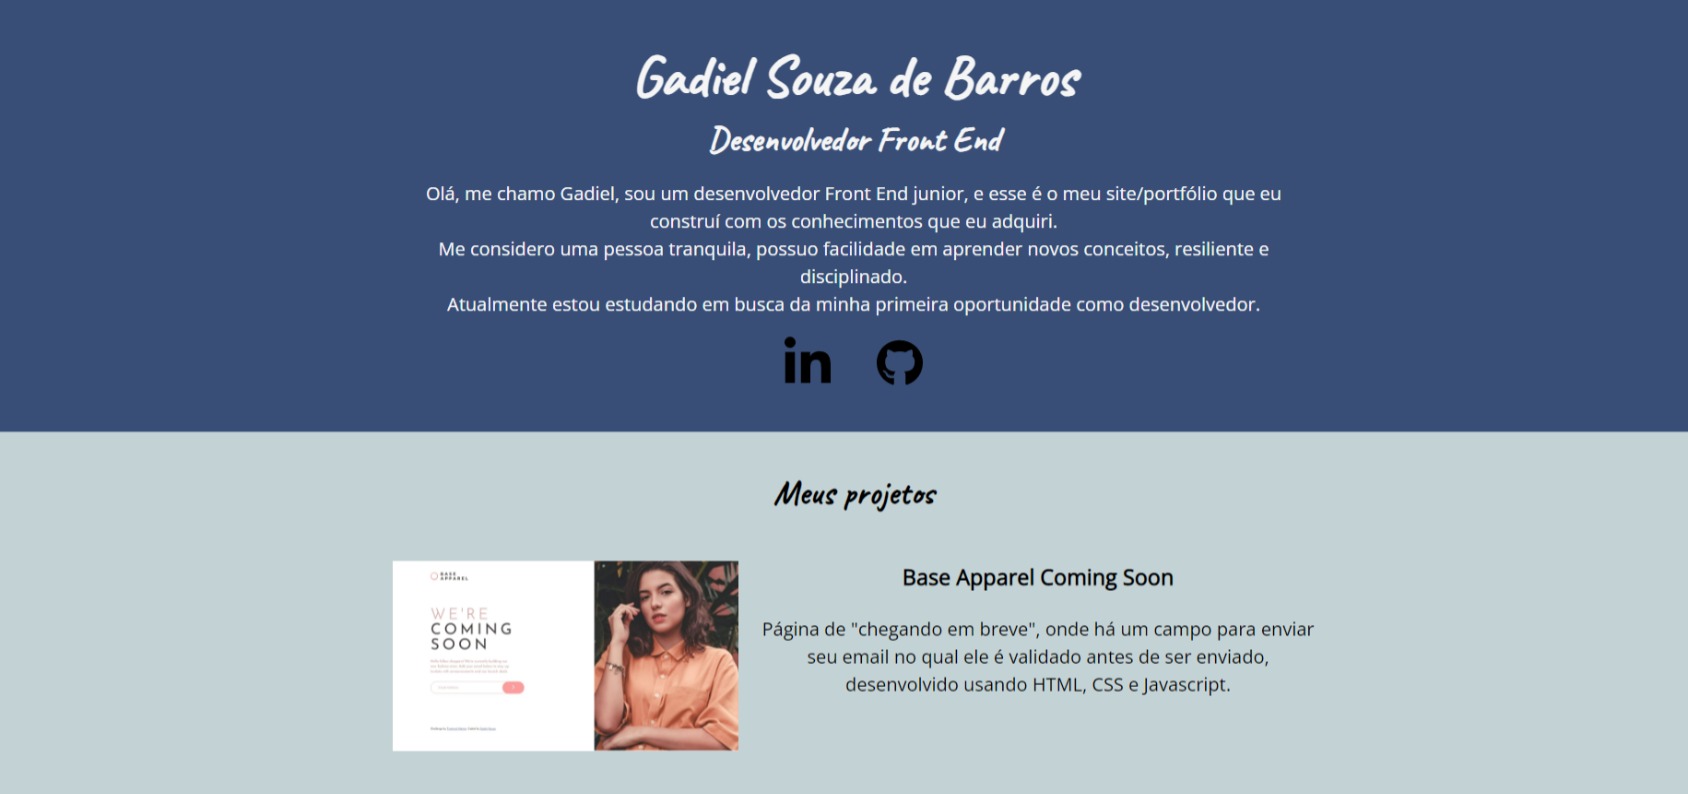 Gadiel Souza de Barros
Desenvolvedor Front End
Olá, me chamo Gadiel, sou um desenvolvedor Front End junior, e esse é o meu site/portfólio que eu
construí com os conhecimentos que eu adquiri.
Me considero uma pessoa tranquila, possuo facilidade em aprender novos conceitos, resiliente e
disciplinado.
Atualmente estou estudando em busca da minha primeira oportunidade como desenvolvedor.
in
Meus projetos
BASE
APPAREL
WE'RE
COMING
SOON
Base Apparel Coming Soon
Página de "chegando em breve", onde há um campo para enviar
seu email no qual ele é validado antes de ser enviado,
desenvolvido usando HTML, CSS e Javascript.